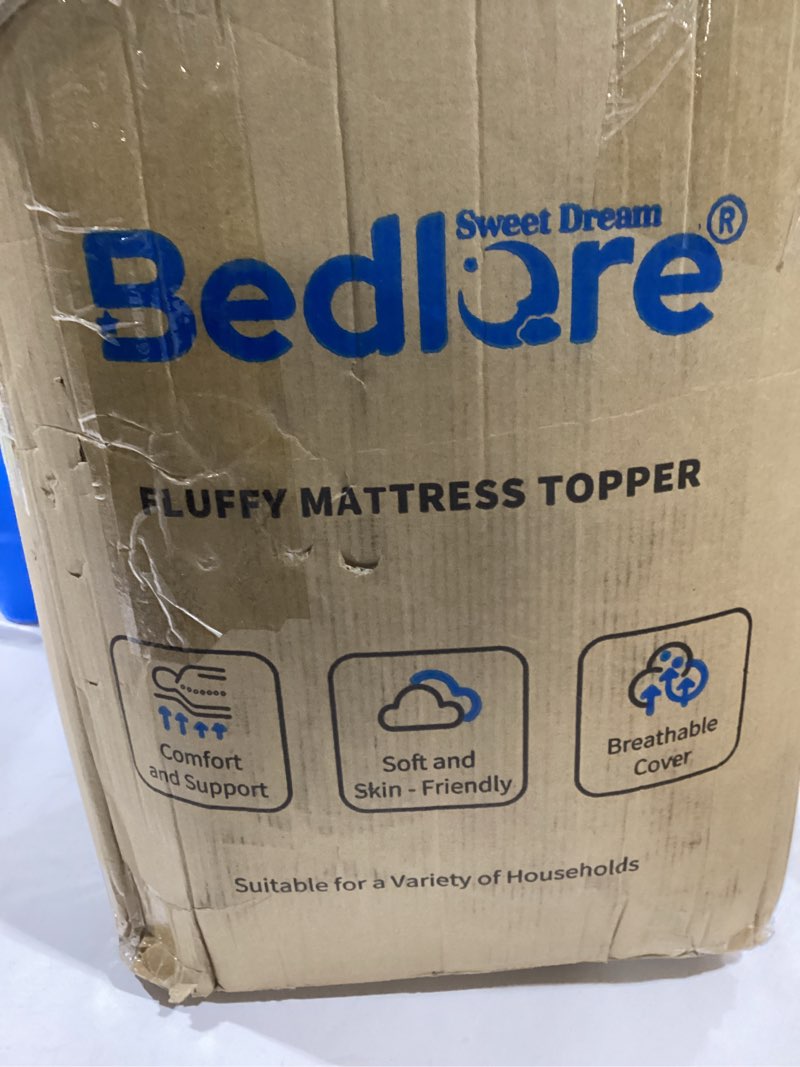 Sweet Dream
Bedlore®
FLUFFY MATTRESS TOPPER
Comfort
and Support
Soft and
Skin - Friendly
Breathable
Cover
Suitable for a Variety of Households